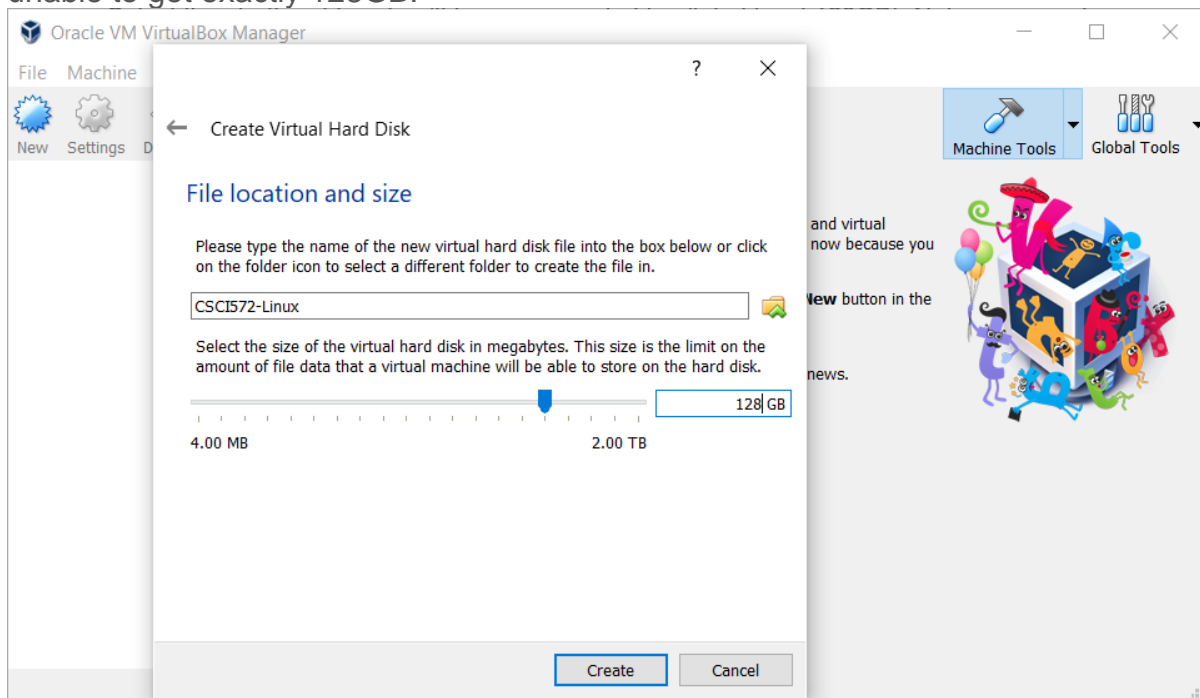 unable to get exactly 128GB.
Oracle VM VirtualBox Manager
File Machine
? ×
New Settings D
← Create Virtual Hard Disk
Machine Tools Global Tools
File location and size
and virtual
Please type the name of the new virtual hard disk file into the box below or click
now because you
on the folder icon to select a different folder to create the file in.
CSCI572-Linux
New button in the
Select the size of the virtual hard disk in megabytes. This size is the limit on the
amount of file data that a virtual machine will be able to store on the hard disk.
news.
128 GB
4.00 MB 2.00 TB
Create Cancel